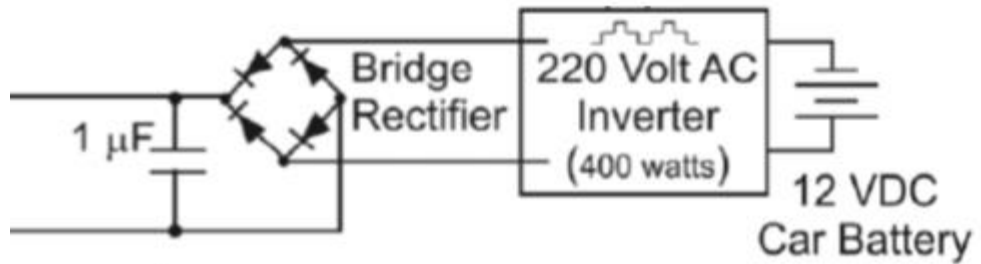 Bridge
Rectifier
220 Volt AC
Inverter
(400 watts)
1 μF
12 VDC
Car Battery